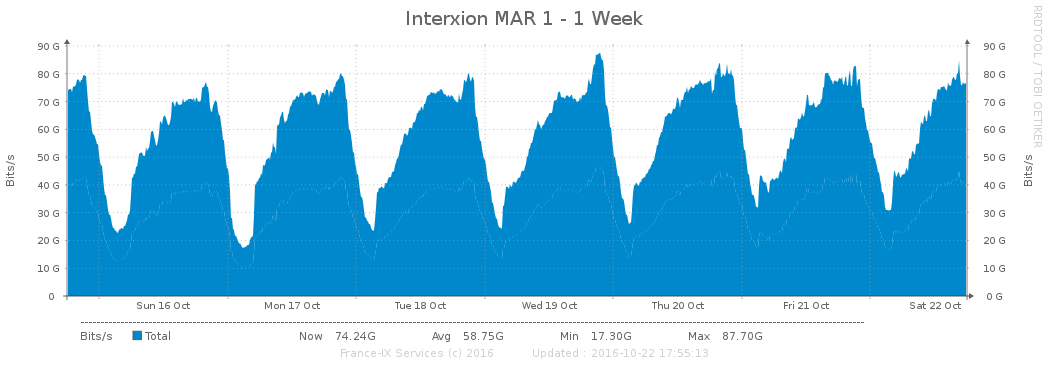 Interxion MAR 1 - 1 Week
RRDTOOL / TOBI OETIKER
Bits/s
90 G
80 G
70 G
60 G
50 G
40 G
30 G
20 G
10 G
0
90 G
80 G
70 G
60 G
50 G
40 G
30 G
20 G
10 G
0 G
Bits/s
Sun 16 Oct Mon 17 Oct Tue 18 Oct Wed 19 Oct Thu 20 Oct Fri 21 Oct Sat 22 Oct
Bits/s Total Now 74.24G Avg 58.75G Min 17.30G Max 87.70G
France-IX Services (c) 2016 Updated : 2016-10-22 17:55:13